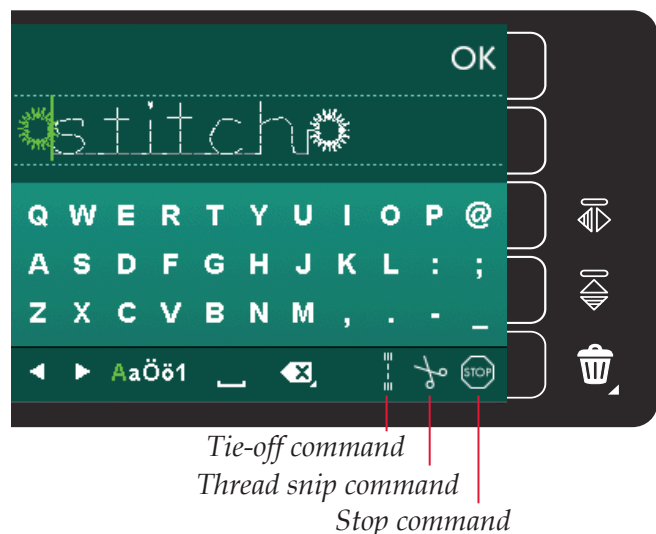 OK
stitch
Q W E R T Y U I O P @
A S D F G H J K L : ;
Z X C V B N M , . - _
AaÖö1 STOP
Tie-off command
Thread snip command
Stop command